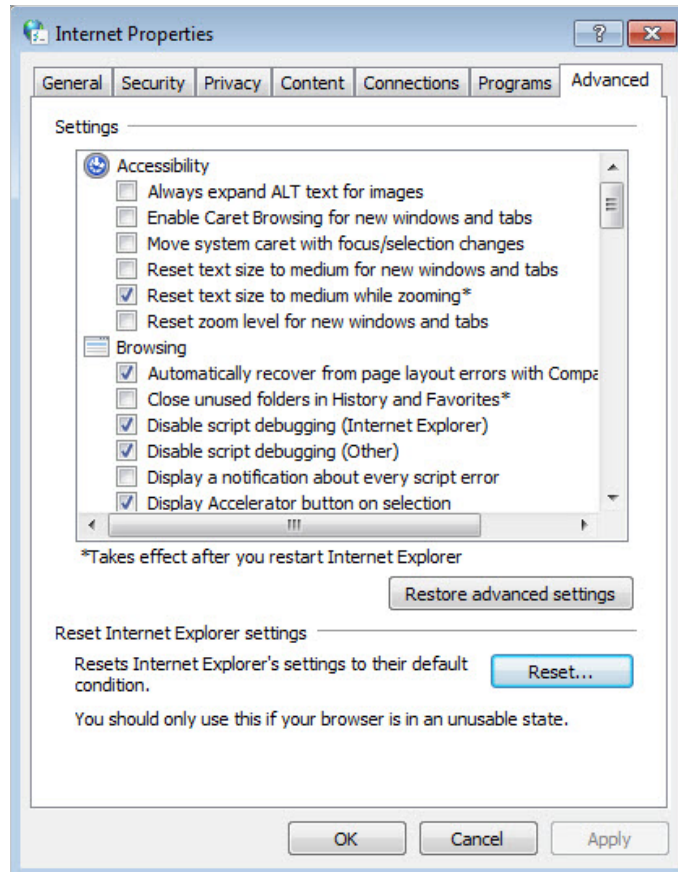 Internet Properties
General Security Privacy Content Connections Programs Advanced
Settings
Accessibility
Always expand ALT text for images
Enable Caret Browsing for new windows and tabs
Move system caret with focus/selection changes
Reset text size to medium for new windows and tabs
Reset text size to medium while zooming*
Reset zoom level for new windows and tabs
Browsing
Automatically recover from page layout errors with Compa
Close unused folders in History and Favorites*
Disable script debugging (Internet Explorer)
Disable script debugging (Other)
Display a notification about every script error
Display Accelerator button on selection
*Takes effect after you restart Internet Explorer
Restore advanced settings
Reset Internet Explorer settings
Resets Internet Explorer's settings to their default
condition.
Reset...
You should only use this if your browser is in an unusable state.
OK Cancel Apply